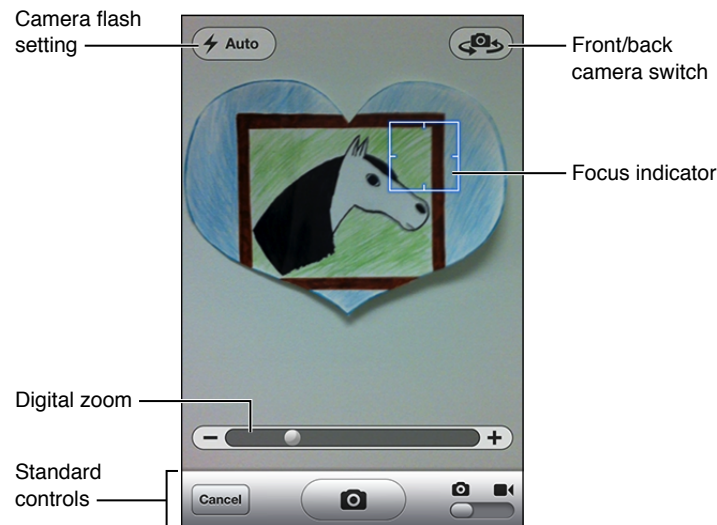 Camera flash
setting
Auto
Front/back
camera switch
Focus indicator
Digital zoom
Standard
controls
Cancel